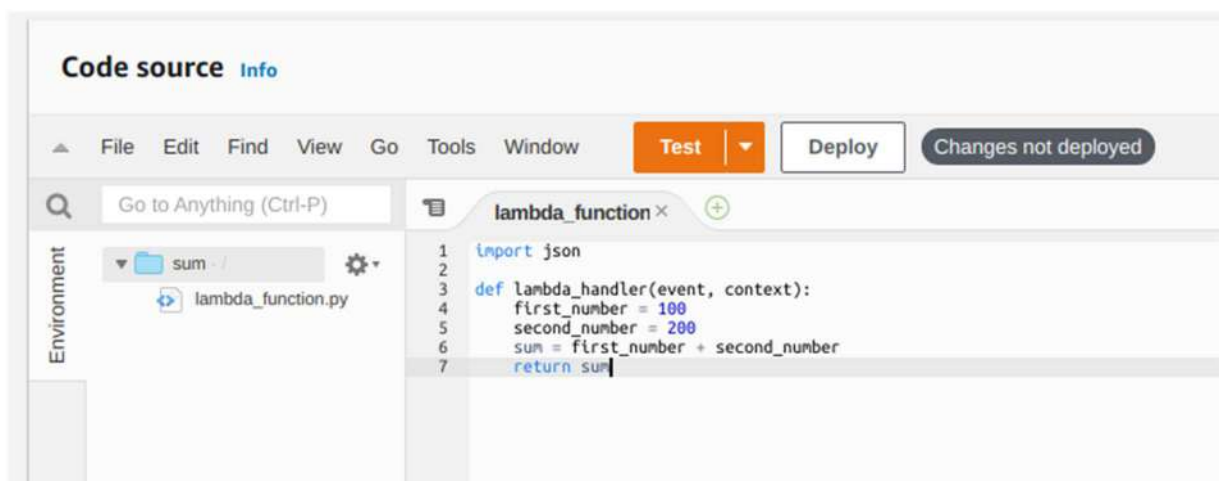 Code source Info
File Edit Find View Go Tools Window Test Deploy Changes not deployed
Go to Anything (Ctrl-P)
lambda_function ×
Environment
sum - /
lambda_function.py
1 import json
2
3 def lambda_handler(event, context):
4     first_number = 100
5     second_number = 200
6     sum = first_number + second_number
7     return sum